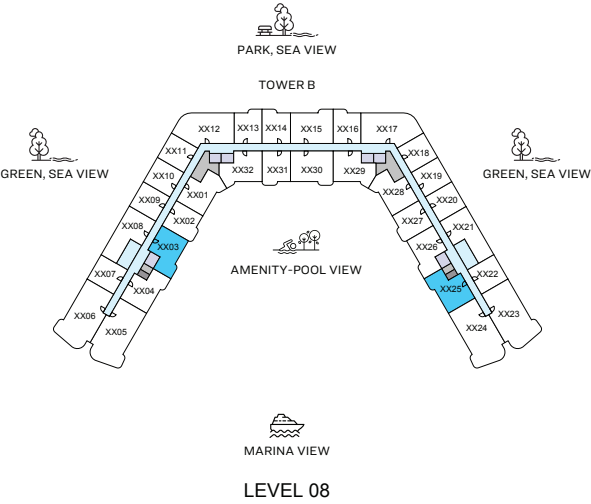 PARK, SEA VIEW
TOWER B
XX12
XX13
XX14
XX15
XX16
XX17
XX11
XX32
XX31
XX30
XX29
XX18
XX10
XX01
XX28
XX19
XX09
XX02
XX27
XX20
XX08
XX03
XX26
XX21
GREEN, SEA VIEW
GREEN, SEA VIEW
AMENITY-POOL VIEW
XX07
XX04
XX25
XX22
XX06
XX05
XX24
XX23
MARINA VIEW
LEVEL 08